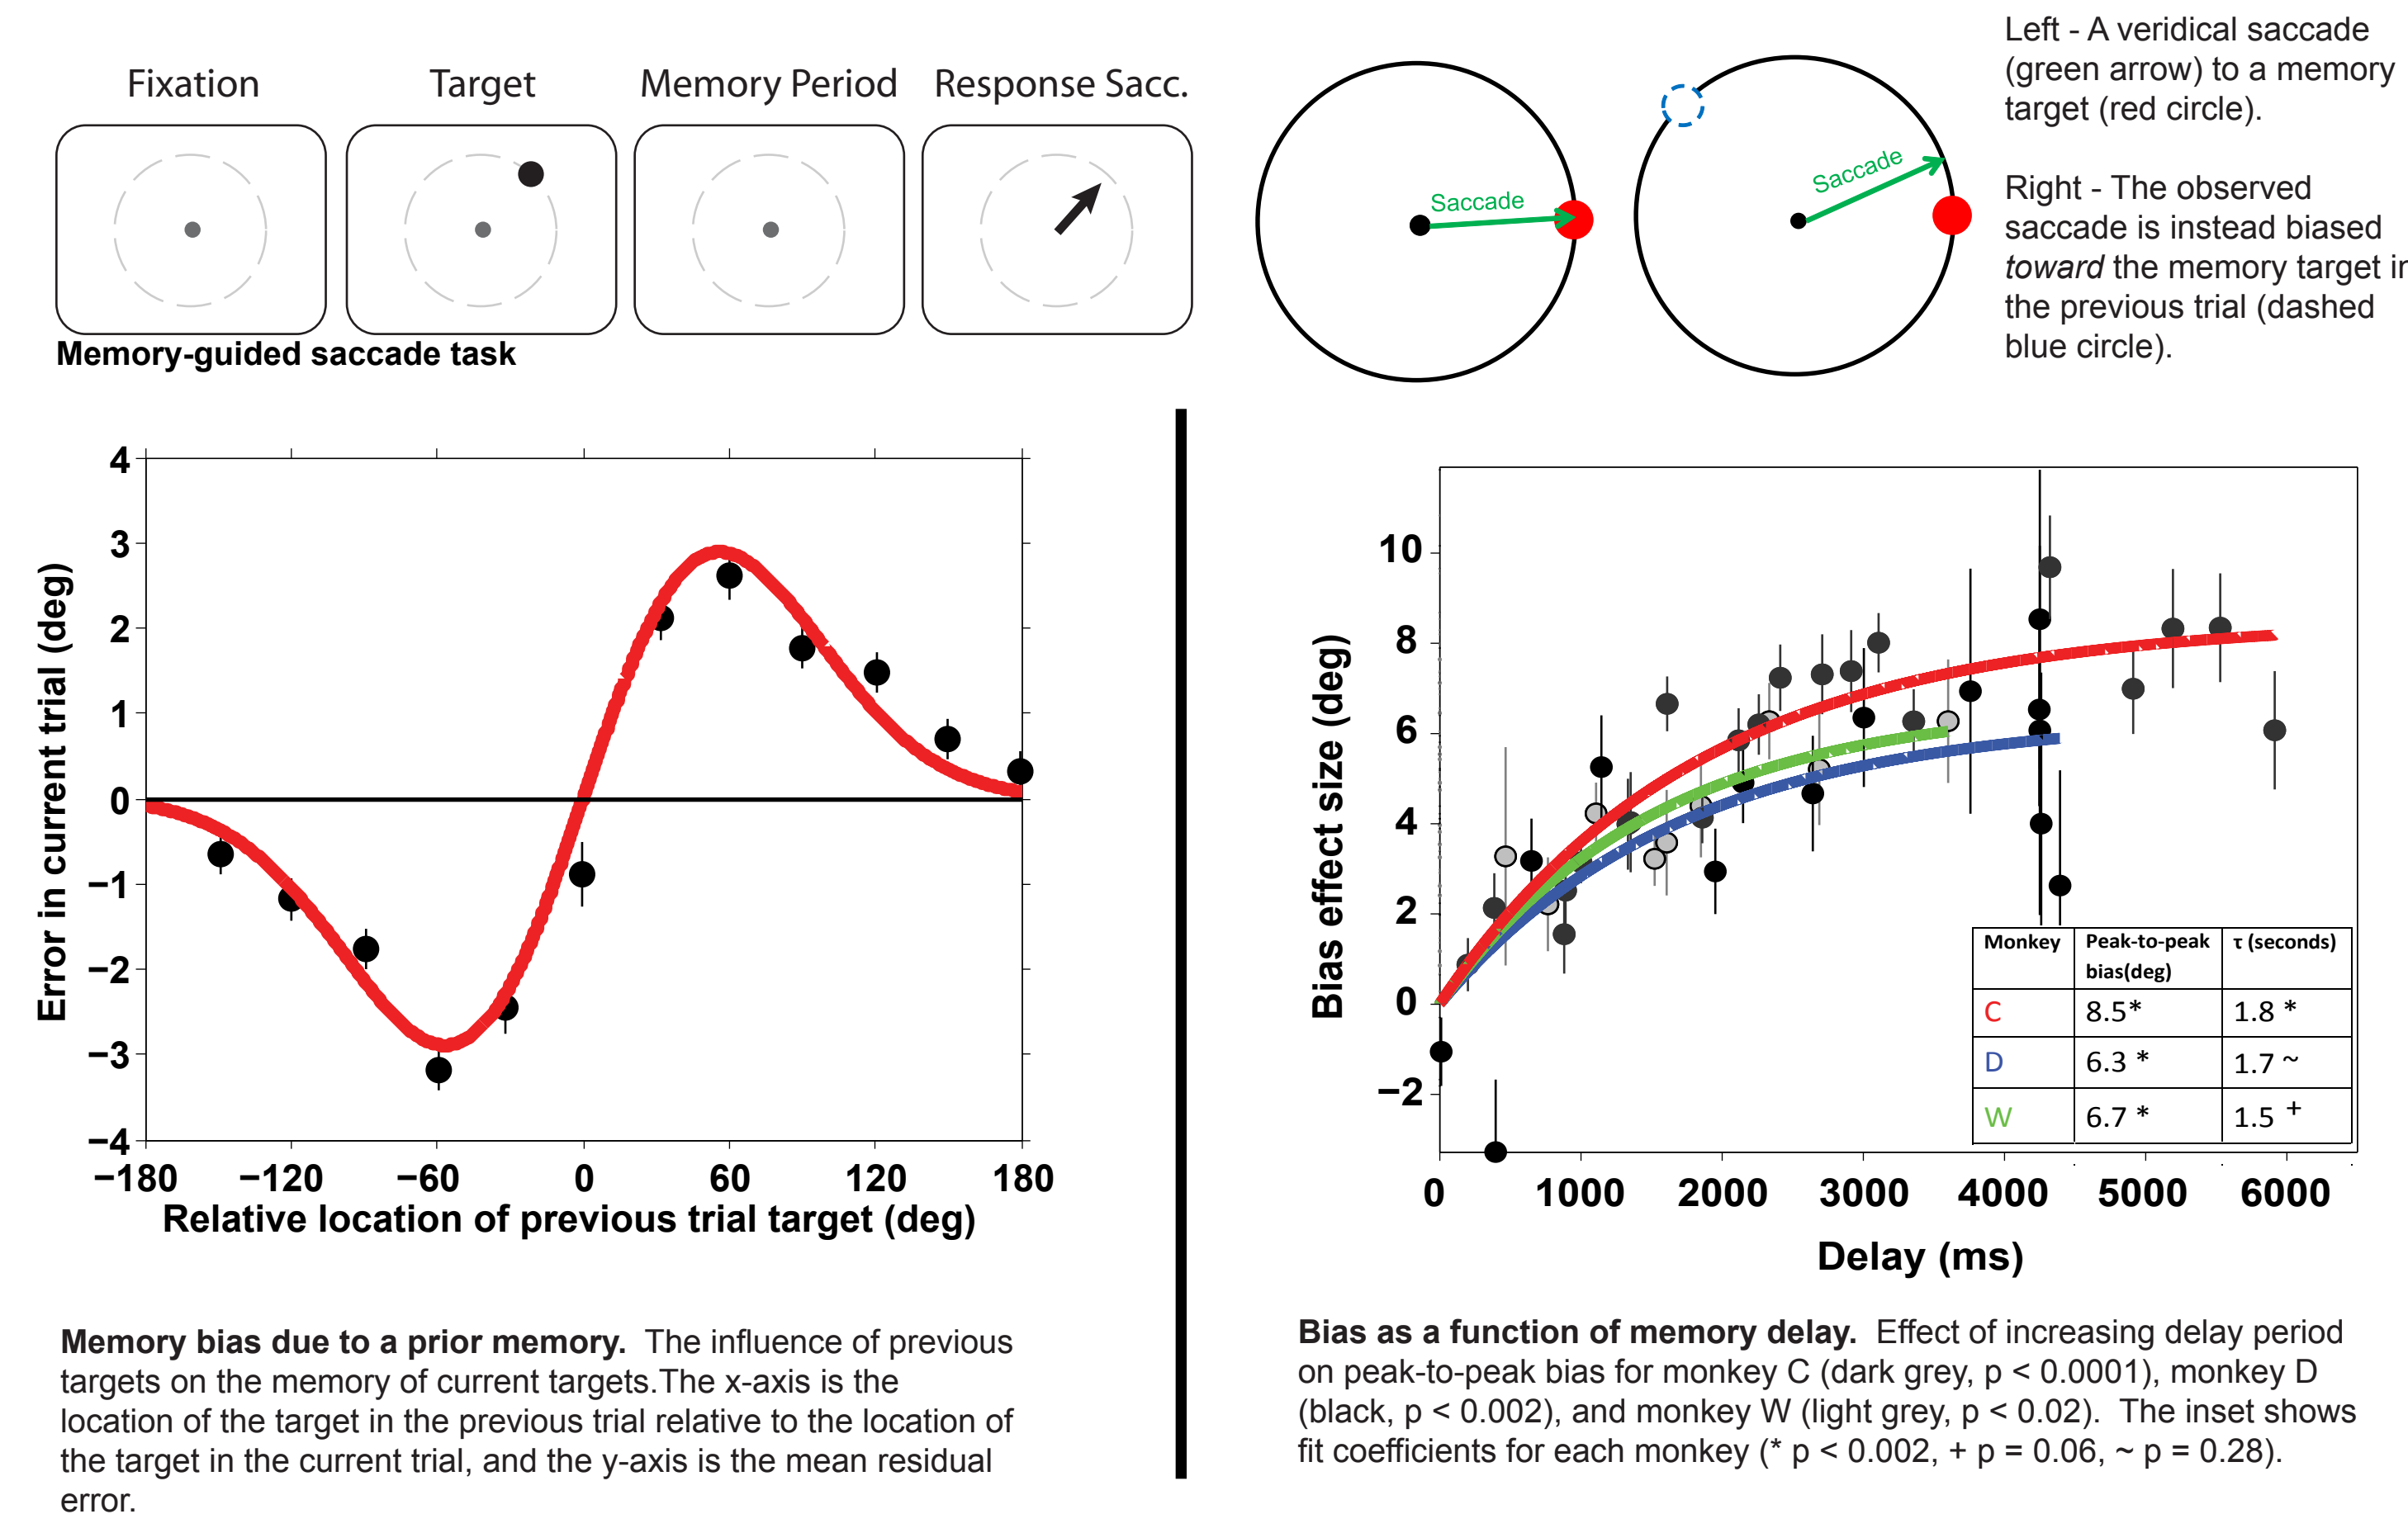 Fixation
Target
Memory Period
Response Sacc.
Memory-guided saccade task
Saccade
Saccade
Left - A veridical saccade
(green arrow) to a memory
target (red circle).
Right - The observed
saccade is instead biased
toward the memory target in
the previous trial (dashed
blue circle).
Error in current trial (deg)
4
3
2
1
0
−1
−2
−3
−4
−180 −120 −60 0 60 120 180
Relative location of previous trial target (deg)
Memory bias due to a prior memory. The influence of previous
targets on the memory of current targets.The x-axis is the
location of the target in the previous trial relative to the location of
the target in the current trial, and the y-axis is the mean residual
error.
Bias effect size (deg)
10
8
6
4
2
0
−2
Monkey Peak-to-peak bias(deg) τ (seconds)
C 8.5* 1.8 *
D 6.3 * 1.7 ~
W 6.7 * 1.5 +
0 1000 2000 3000 4000 5000 6000
Delay (ms)
Bias as a function of memory delay. Effect of increasing delay period
on peak-to-peak bias for monkey C (dark grey, p < 0.0001), monkey D
(black, p < 0.002), and monkey W (light grey, p < 0.02). The inset shows
fit coefficients for each monkey (* p < 0.002, + p = 0.06, ~ p = 0.28).